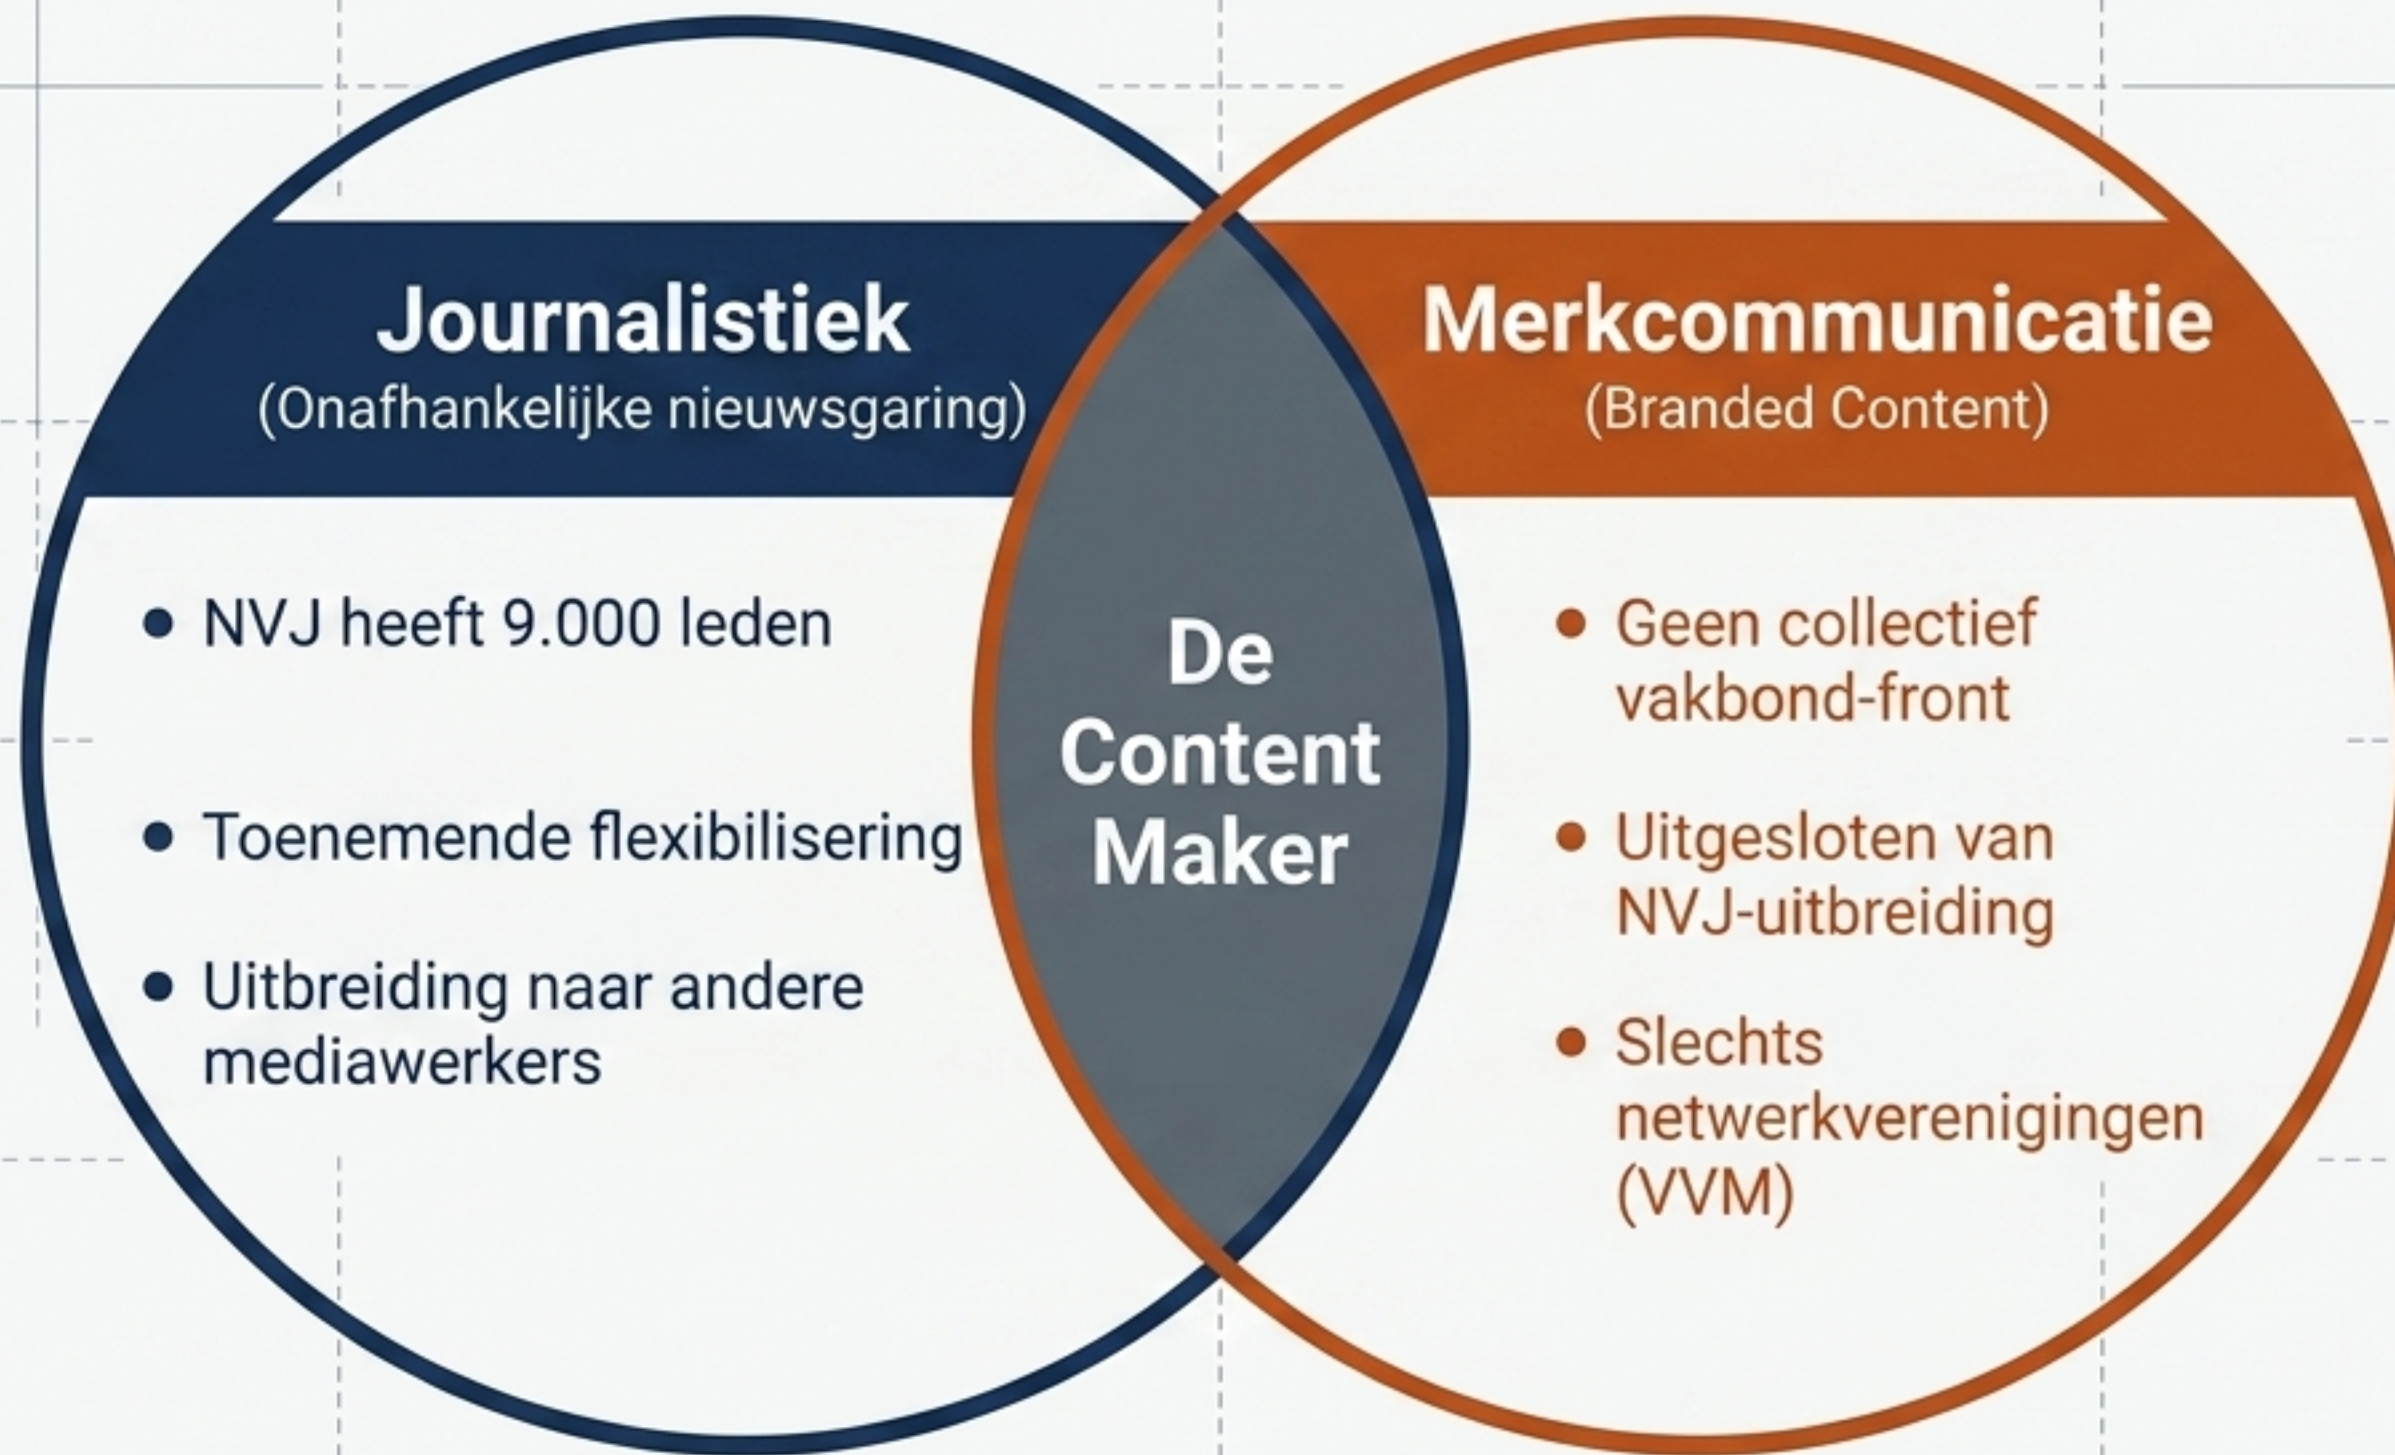 Journalistiek
(Onafhankelijke nieuwsgaring)
• NVJ heeft 9.000 leden
• Toenemende flexibilisering
• Uitbreiding naar andere
mediawerkers
De
Content
Maker
Merkcommunicatie
(Branded Content)
• Geen collectief
vakbond-front
• Uitgesloten van
NVJ-uitbreiding
• Slechts
netwerkverenigingen
(VVM)